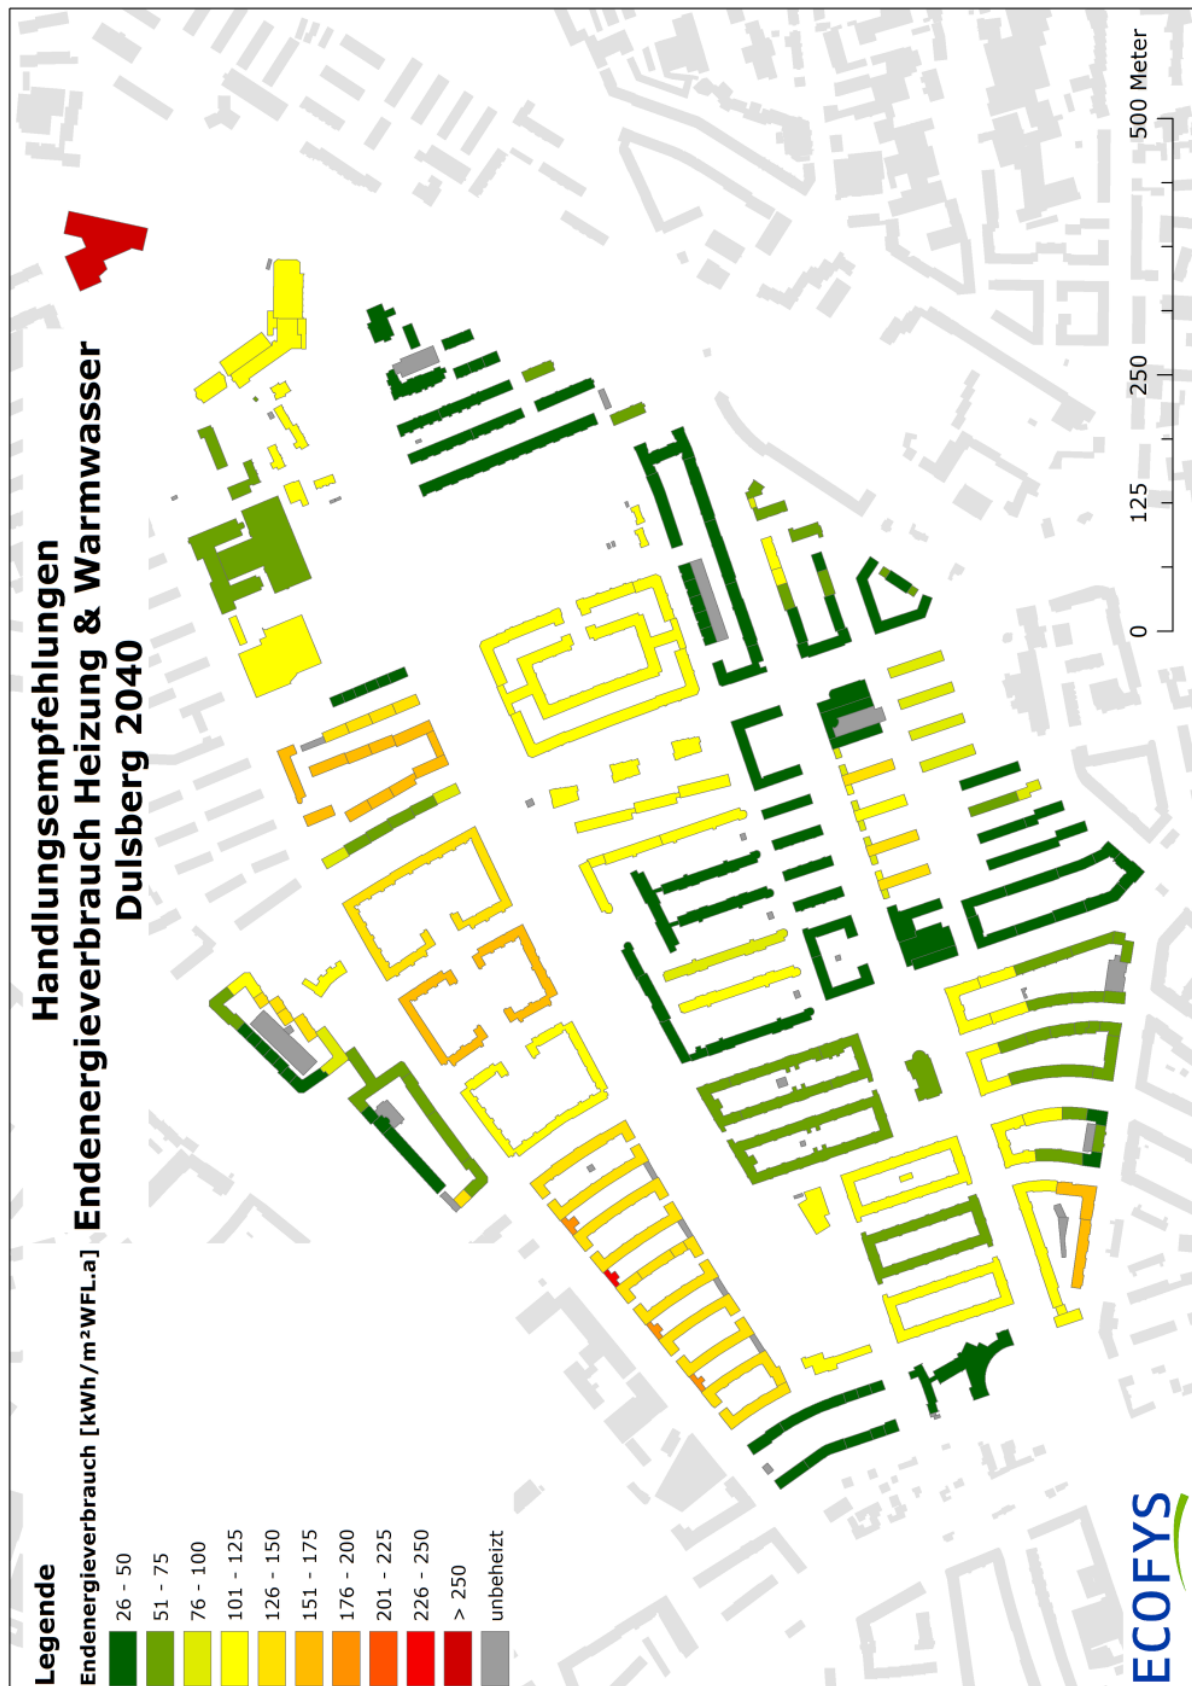 Handlungsempfehlungen
Endenergieverbrauch Heizung & Warmwasser
Dulsberg 2040
Legende
Endenergieverbrauch [kWh/m²WFL.a]
26 - 50
51 - 75
76 - 100
101 - 125
126 - 150
151 - 175
176 - 200
201 - 225
226 - 250
> 250
unbeheizt
ECOFYS
0 125 250 500 Meter